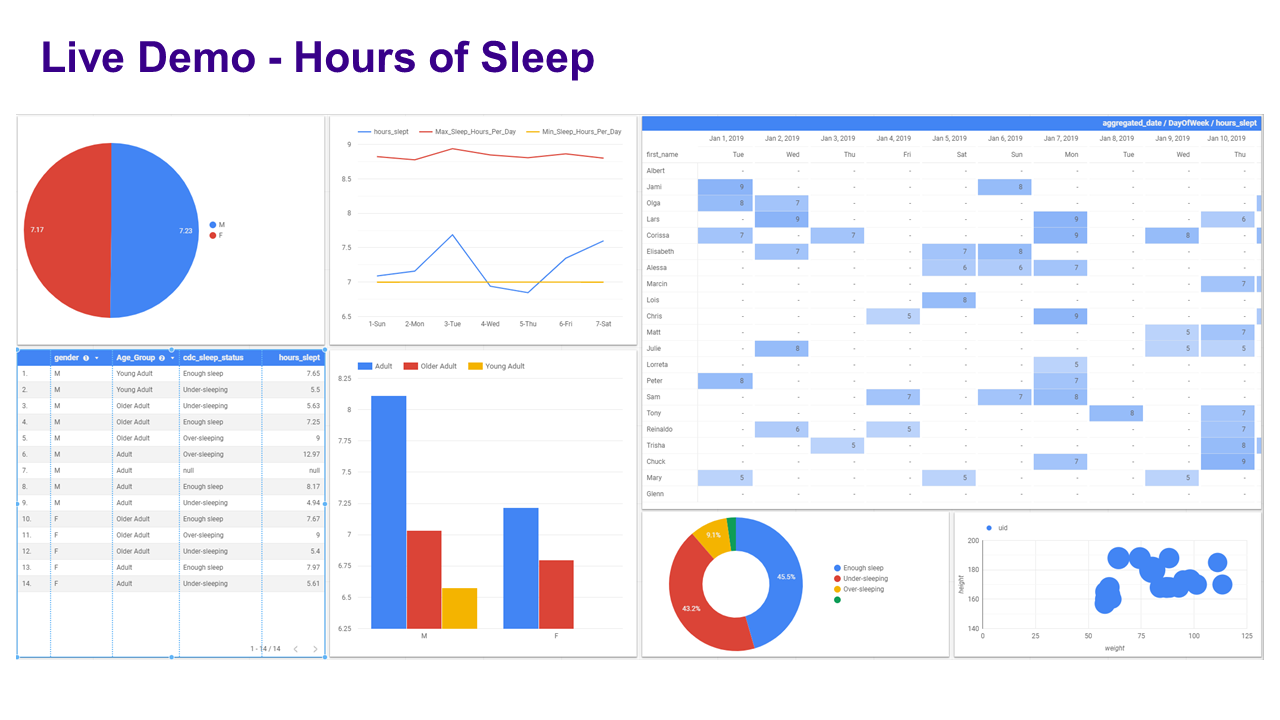 Live Demo - Hours of Sleep
7.17
7.23
M
F
hours_slept Max_Sleep_Hours_Per_Day Min_Sleep_Hours_Per_Day
9
8.5
8
7.5
7
6.5
1-Sun 2-Mon 3-Tue 4-Wed 5-Thu 6-Fri 7-Sat
aggregated_date / DayOfWeek / hours_slept
Jan 1, 2019 Jan 2, 2019 Jan 3, 2019 Jan 4, 2019 Jan 5, 2019 Jan 6, 2019 Jan 7, 2019 Jan 8, 2019 Jan 9, 2019 Jan 10, 2019
first_name Tue Wed Thu Fri Sat Sun Mon Tue Wed Thu
Albert - - - - - - - - - -
Jami 9 - - - - 8 - - - -
Olga 8 7 - - - - - - - -
Lars - 9 - - - - 9 - - 6
Corissa 7 - 7 - - - 9 - 8 -
Elisabeth - 7 - - 7 8 - - - -
Alessa - - - - 6 6 7 - - -
Marcin - - - - - - - - - 7
Lois - - - - 8 - - - - -
Chris - - - 5 - - 9 - - -
Matt - - - - - - - - 5 7
Julie - 8 - - - - - - 5 5
Lorreta - - - - - - 5 - - -
Peter 8 - - - - - 7 - - -
Sam - - - 7 - 7 8 - - -
Tony - - - - - - - 8 - 7
Reinaldo - 6 - 5 - - - - - 7
Trisha - - 5 - - - - - - 8
Chuck - - - - - - 7 - - 9
Mary 5 - - - 5 - - - 5 -
Glenn - - - - - - - - - -
gender Age_Group cdc_sleep_status hours_slept
1. M Young Adult Enough sleep 7.65
2. M Young Adult Under-sleeping 5.5
3. M Older Adult Under-sleeping 5.63
4. M Older Adult Enough sleep 7.25
5. M Older Adult Over-sleeping 9
6. M Adult Over-sleeping 12.97
7. M Adult null null
8. M Adult Enough sleep 8.17
9. M Adult Under-sleeping 4.94
10. F Older Adult Enough sleep 7.67
11. F Older Adult Over-sleeping 9
12. F Older Adult Under-sleeping 5.4
13. F Adult Enough sleep 7.97
14. F Adult Under-sleeping 5.61
1 - 14 / 14
Adult Older Adult Young Adult
8.25
8
7.75
7.5
7.25
7
6.75
6.5
6.25
M F
9.1%
45.5%
43.2%
Enough sleep
Under-sleeping
Over-sleeping
uid
height
200
180
160
140
0 25 50 75 100 125
weight